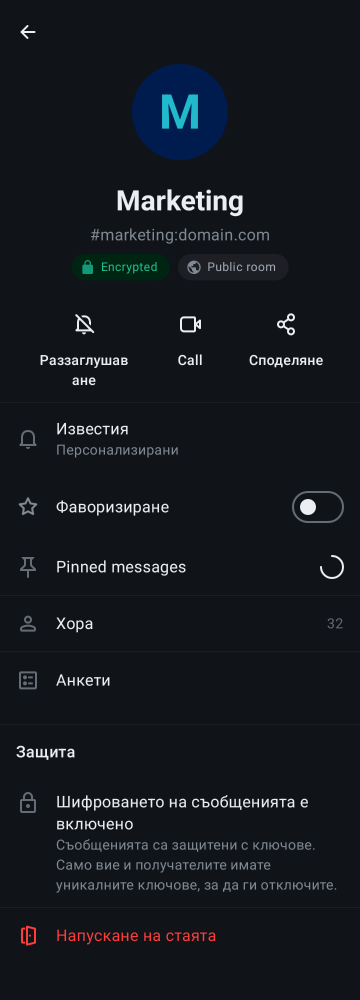 M
Marketing
#marketing:domain.com
Encrypted
Public room
Раззаглушав
ане
Call
Споделяне
Известия
Персонализирани
Фаворизиране
Pinned messages
Хора
32
Анкети
Защита
Шифроването на съобщенията е
включено
Съобщенията са защитени с ключове.
Само вие и получателите имате
уникалните ключове, за да ги отключите.
Напускане на стаята